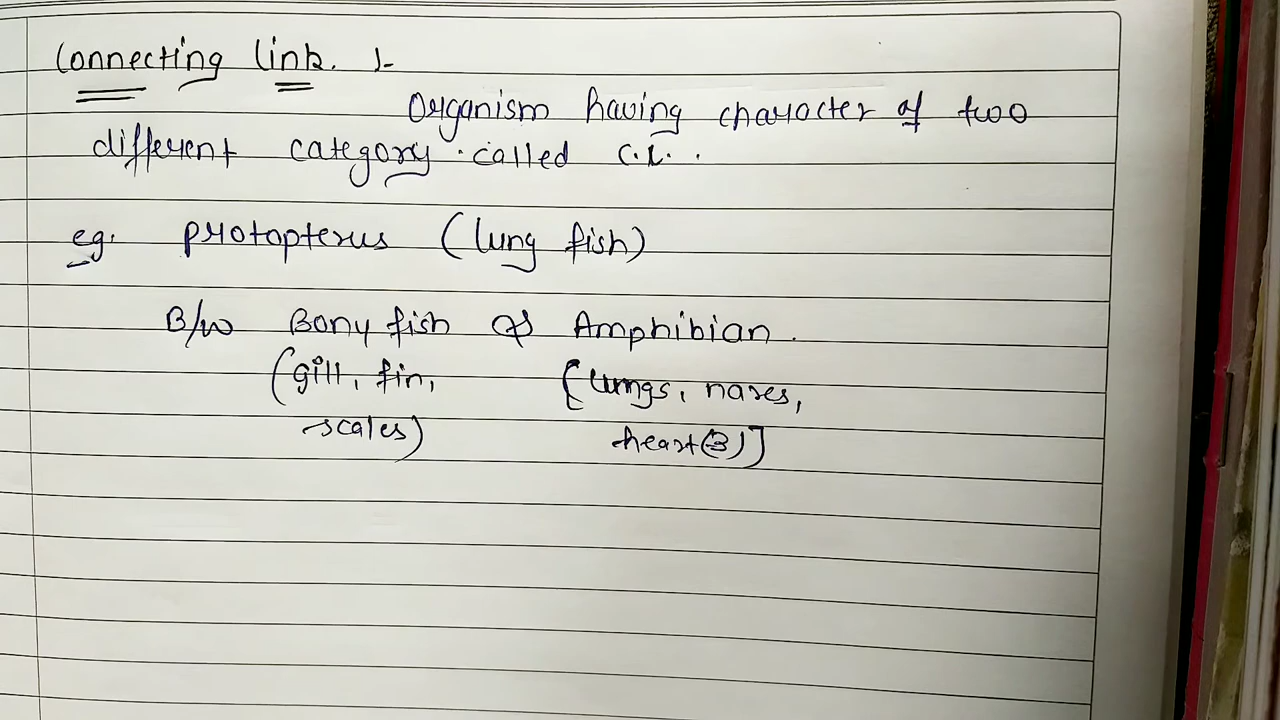 Connecting link :-
Organism having character of two
different category called C.L.
eg. protopterus (lung fish)
B/w Bony fish & Amphibian.
(gill, fin, [lungs, nares,
scales) heart(3)]